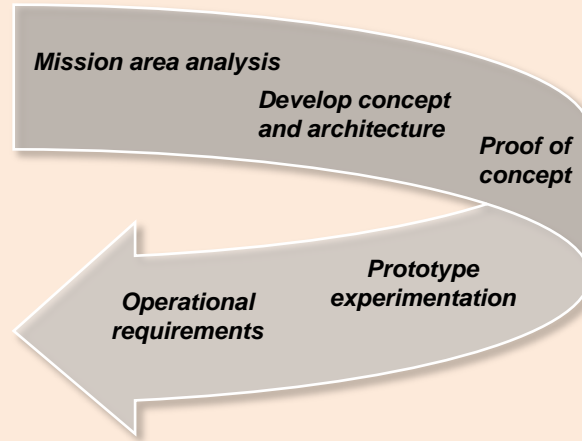 Mission area analysis
Develop concept
and architecture
Proof of
concept
Prototype
experimentation
Operational
requirements